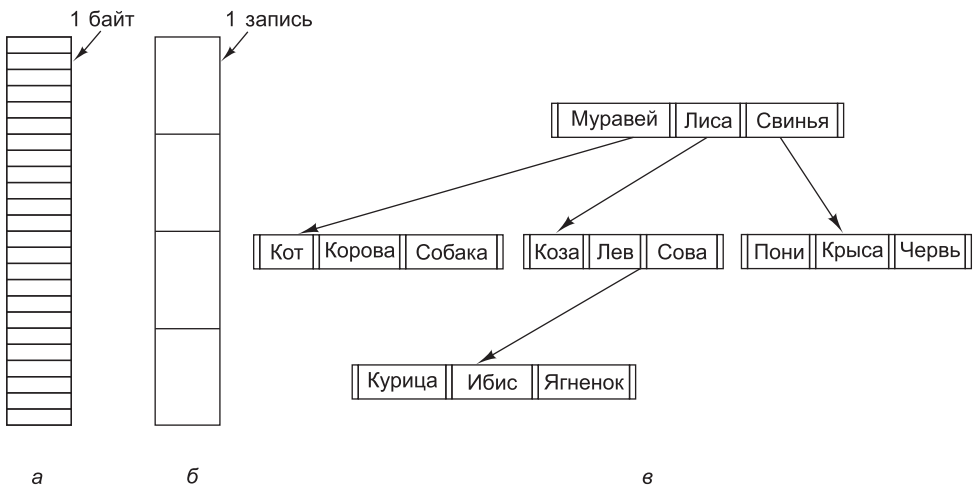 1 байт 1 запись
Муравей Лиса Свинья
Кот Корова Собака Коза Лев Сова Пони Крыса Червь
Курица Ибис Ягненок
а б в